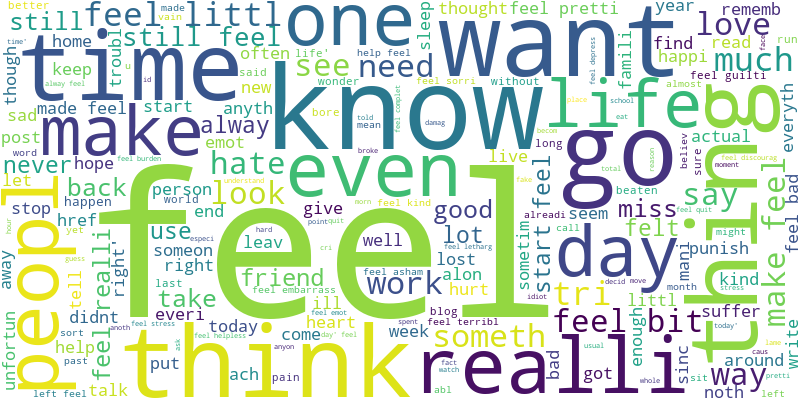 better
made
vain
still
feel
littl
one
want
thought
feel pretti
year
rememb
love
home
troubl
still feel
often
said
life'
help feel
sleep
time
time'
u
see
need
find
read
run
face
happi
much
though
keep
id
new
wonder
without
familli
feel depress
feel sorri
feel guilti
alway feel
made feel
start
anyth
bore
know
life
almost
place
school
sad
make
alway
told
mean
feel complet
damag
eat
go
thing
everyth
post
emot
word
broke
becom
actual
believ
sure
moment
never
hope
hate
even
live
long
reason
feel burden
understand
morn
feel kind
fake
total
feel discourag
let
back
person
look
beaten
say
feel bad
happen
world
give
point
quit
good
alreadi
seem
miss
feel quit
stop
href
end
use
hard
yet
hour
peopl
feel
someon
leav
especi
cri
well
lot
sometim
start feel
call
felt
might
away
guess
right'
right
feel letharg
lost
day
mani
punish
tell
friend
feel asham
work
alon
decid
move
kind
make feel
unfortun
didnt
last
take
feel embarrass
hurt
idiot
month
stress
feel realli
everi
ill
blog
tri
littl
suffer
today'
sort
anoth
today
heart
spent
feel terribl
someth
feel bit
enough
around
write
help
past
feel stress
feel helpless
come
day' feel
feel emot
week
usual
sinc
way
lame
caus
put
ask
anyon
fact
watch
bad
realli
got
sit
noth
pretti
talk
left feel
ach
pain
think
abl
whole
left